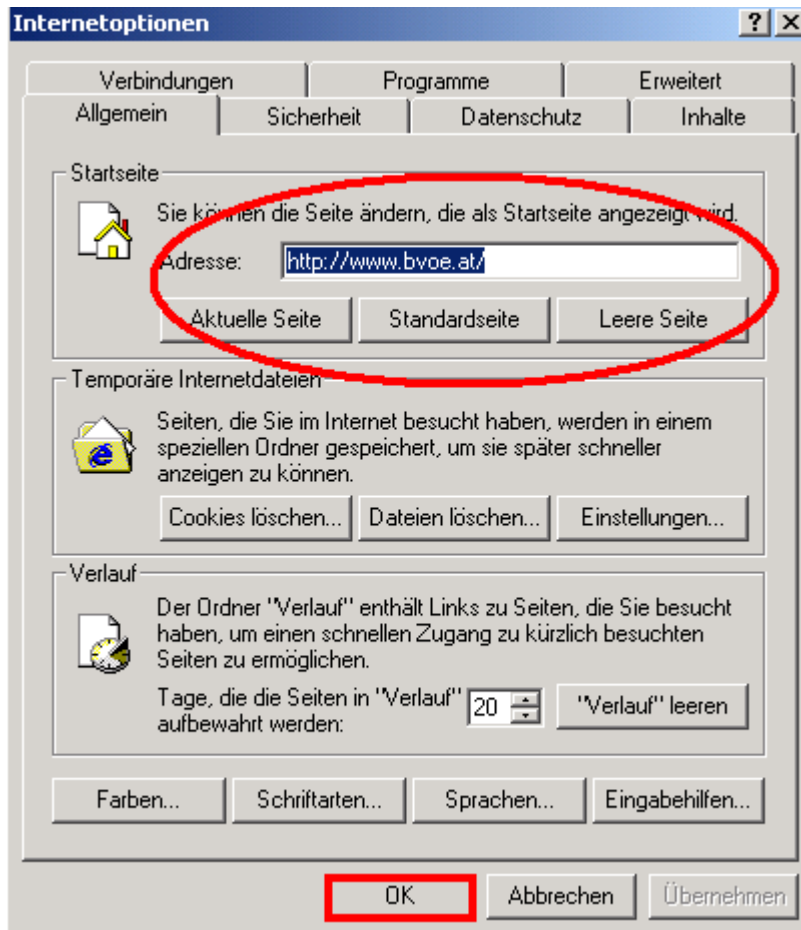 Internetoptionen
Verbindungen Programme Erweitert
Allgemein Sicherheit Datenschutz Inhalte
Startseite
Sie können die Seite ändern, die als Startseite angezeigt wird.
Adresse: http://www.bvoe.at/
Aktuelle Seite Standardseite Leere Seite
Temporäre Internetdateien
Seiten, die Sie im Internet besucht haben, werden in einem
speziellen Ordner gespeichert, um sie später schneller
anzeigen zu können.
Cookies löschen... Dateien löschen... Einstellungen...
Verlauf
Der Ordner "Verlauf" enthält Links zu Seiten, die Sie besucht
haben, um einen schnellen Zugang zu kürzlich besuchten
Seiten zu ermöglichen.
Tage, die die Seiten in "Verlauf"
aufbewahrt werden: 20 "Verlauf" leeren
Farben... Schriftarten... Sprachen... Eingabehilfen...
OK Abbrechen Übernehmen